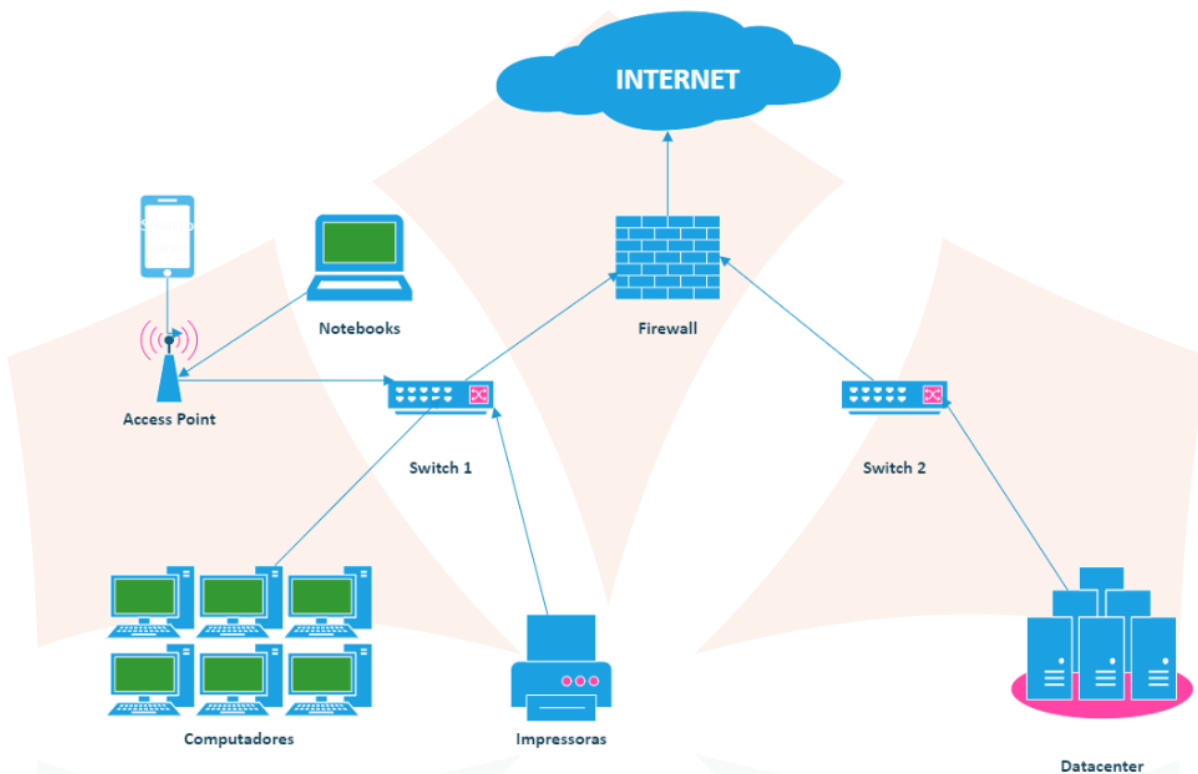 INTERNET
Notebooks
Firewall
Access Point
Switch 1
Switch 2
Computadores
Impressoras
Datacenter